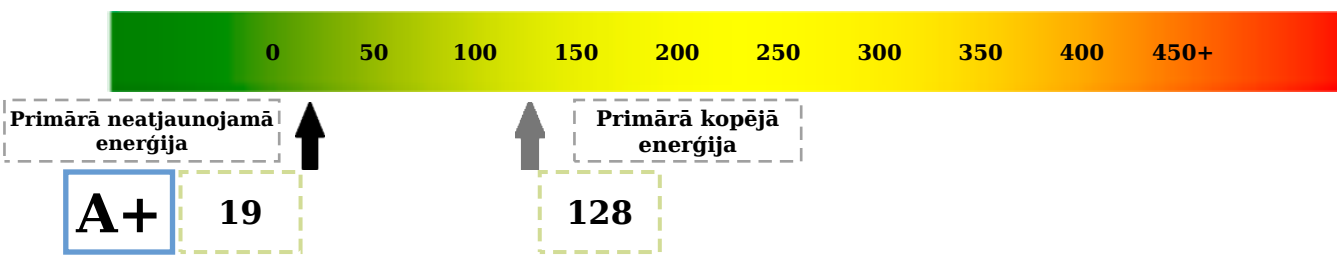 0 50 100 150 200 250 300 350 400 450+
Primārā neatjaunojamā
enerģija
Primārā kopējā
enerģija
A+ 19 128